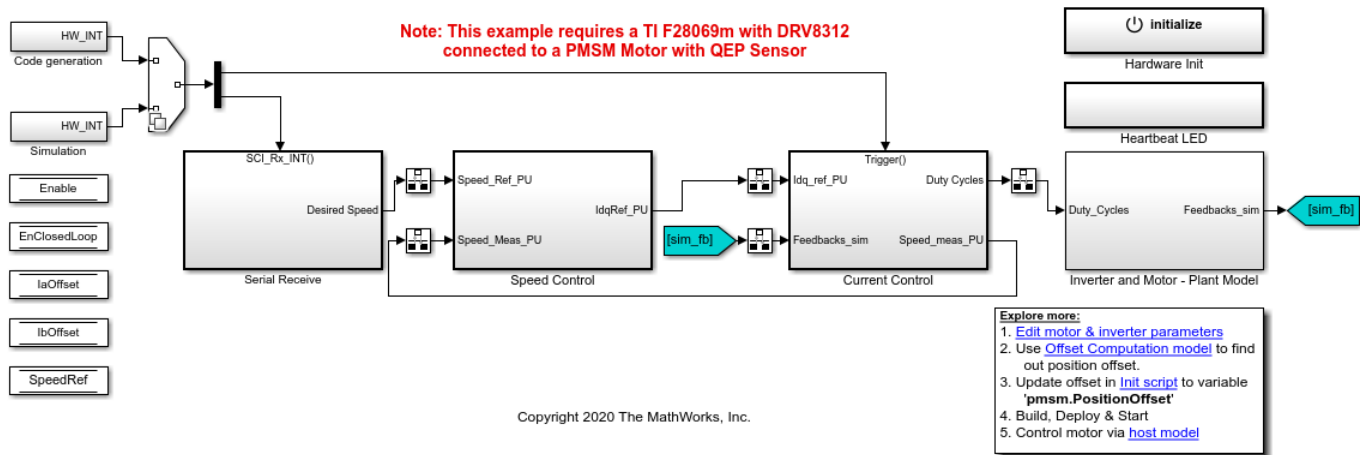 HW_INT
Code generation
HW_INT
Simulation
Note: This example requires a TI F28069m with DRV8312
connected to a PMSM Motor with QEP Sensor
initialize
Hardware Init
Heartbeat LED
Enable
EnClosedLoop
IaOffset
IbOffset
SpeedRef
SCI_Rx_INT()
Desired Speed
Serial Receive
Speed_Ref_PU
IdqRef_PU
Speed_Meas_PU
Speed Control
[sim_fb]
Trigger()
Idq_ref_PU
Duty Cycles
Feedbacks_sim
Speed_meas_PU
Current Control
Duty_Cycles
Feedbacks_sim
Inverter and Motor - Plant Model
[sim_fb]
Explore more:
1. Edit motor & inverter parameters
2. Use Offset Computation model to find
out position offset.
3. Update offset in Init script to variable
'pmsm.PositionOffset'
4. Build, Deploy & Start
5. Control motor via host model
Copyright 2020 The MathWorks, Inc.